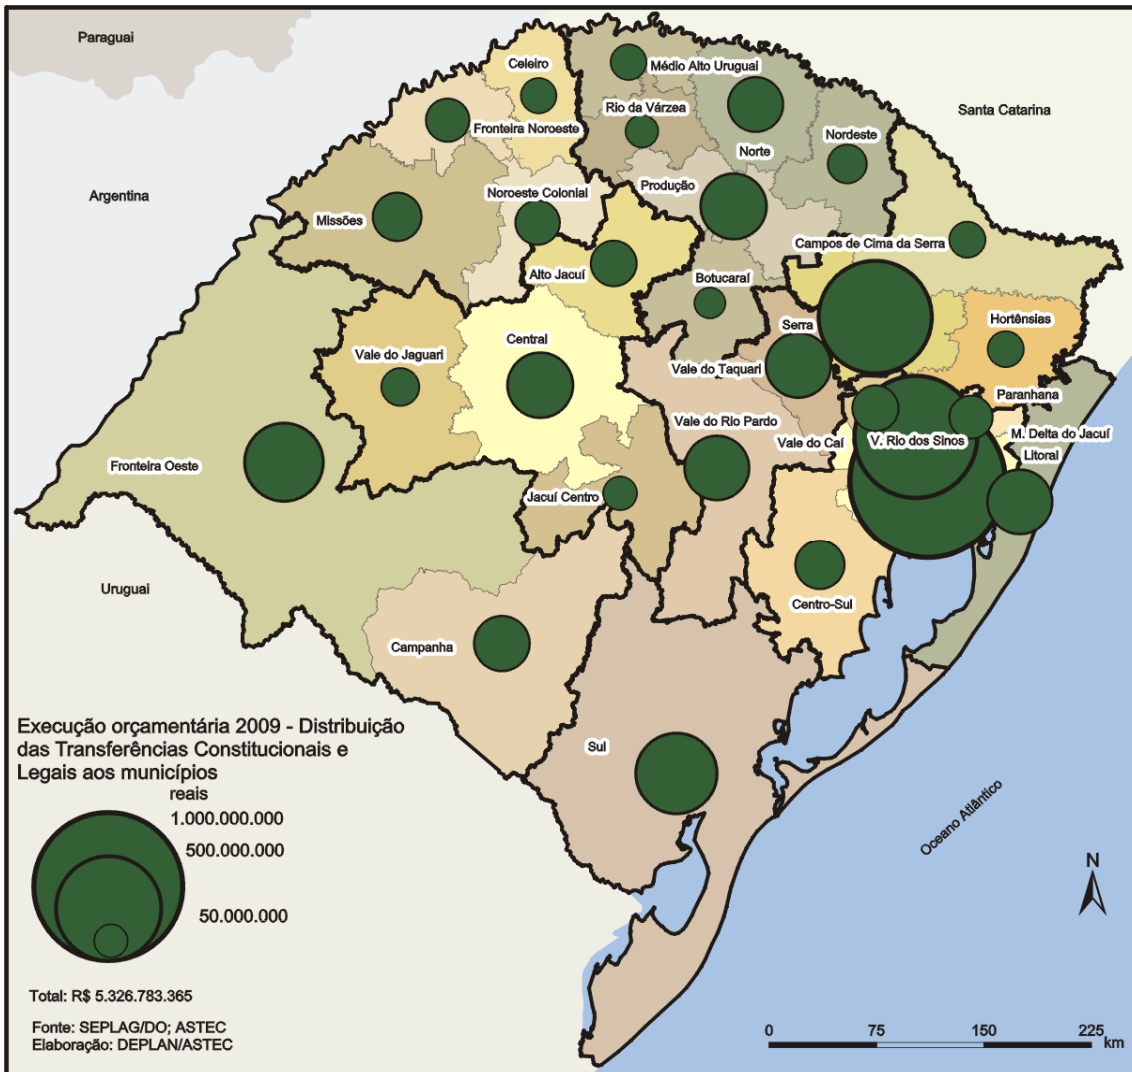 Paraguai
Celeiro
Médio Alto Uruguai
Santa Catarina
Rio da Várzea
Fronteira Noroeste
Nordeste
Norte
Argentina
Produção
Noroeste Colonial
Missões
Campos de Cima da Serra
Alto Jacuí
Botucaraí
Hortênsias
Serra
Central
Vale do Jaguari
Vale do Taquari
Paranhana
Vale do Rio Pardo
M. Delta do Jacuí
Vale do Caí
V. Rio dos Sinos
Litoral
Fronteira Oeste
Jacuí Centro
Uruguai
Centro-Sul
Campanha
Sul
Oceano Atlântico
Execução orçamentária 2009 - Distribuição
das Transferências Constitucionais e
Legais aos municípios
reais
1.000.000.000
500.000.000
50.000.000
N
Total: R$ 5.326.783.365
Fonte: SEPLAG/DO; ASTEC
Elaboração: DEPLAN/ASTEC
0 75 150 225
km